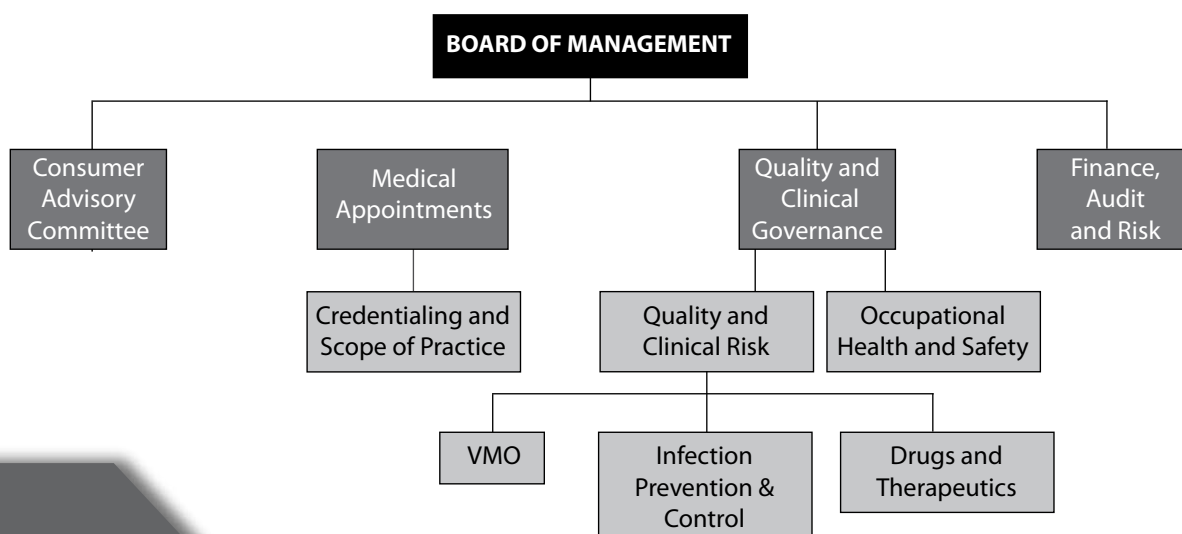 BOARD OF MANAGEMENT
Consumer
Advisory
Committee
Medical
Appointments
Quality and
Clinical
Governance
Finance,
Audit
and Risk
Credentialing and
Scope of Practice
Quality and
Clinical Risk
Occupational
Health and Safety
VMO
Infection
Prevention &
Control
Drugs and
Therapeutics